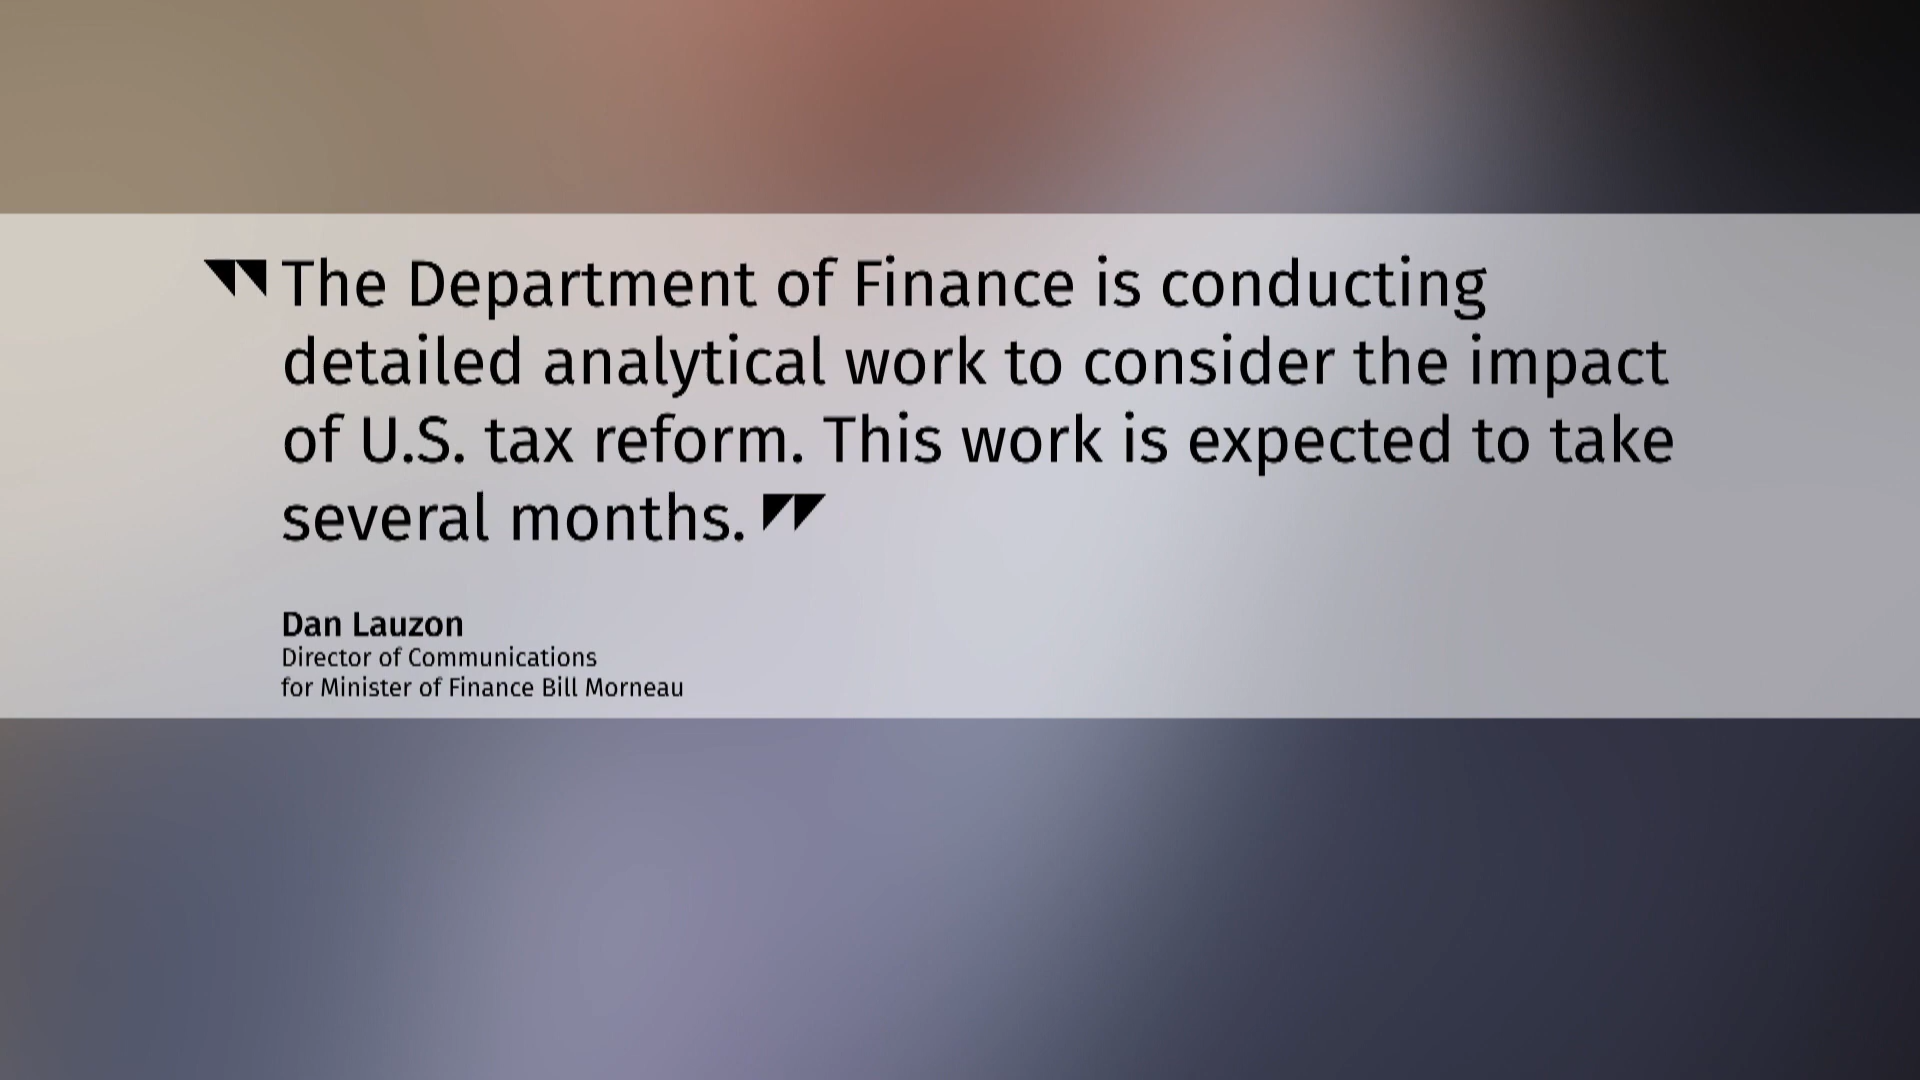 "The Department of Finance is conducting
detailed analytical work to consider the impact
of U.S. tax reform. This work is expected to take
several months."
Dan Lauzon
Director of Communications
for Minister of Finance Bill Morneau